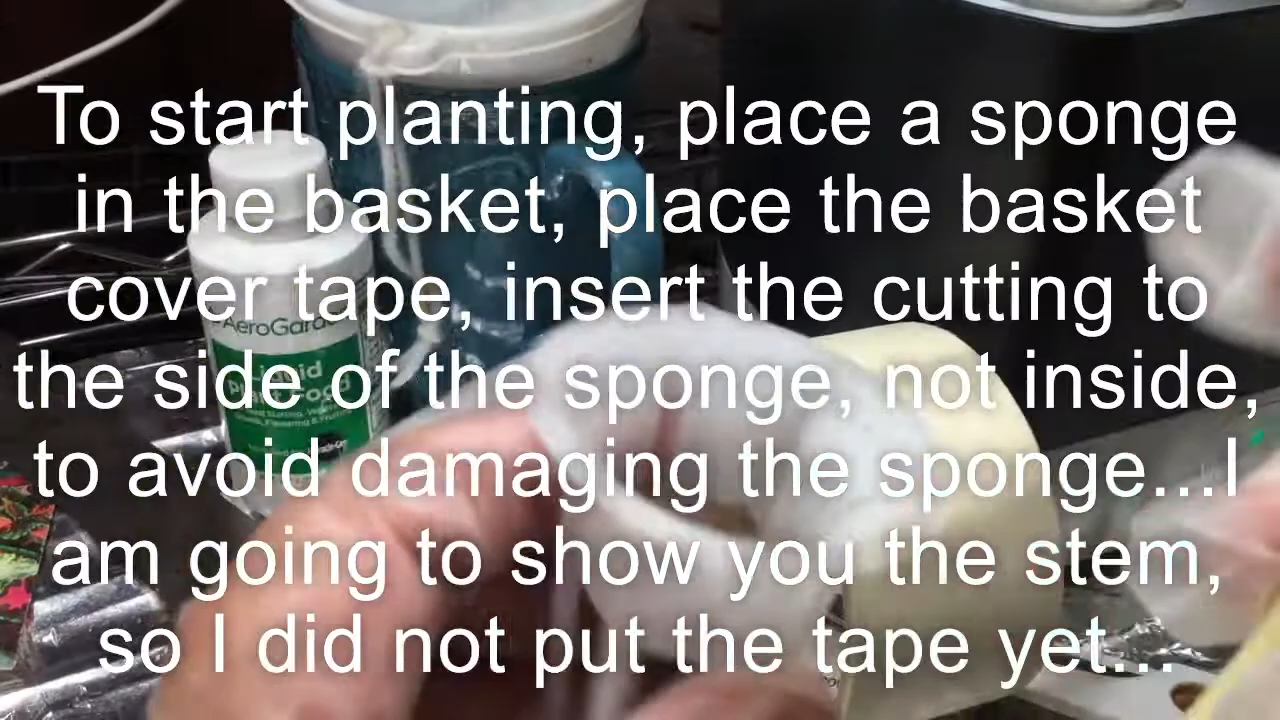 To start planting, place a sponge
in the basket, place the basket
cover tape, insert the cutting to
the side of the sponge, not inside,
to avoid damaging the sponge...I
am going to show you the stem,
so I did not put the tape yet...
AeroGarde
Liquid